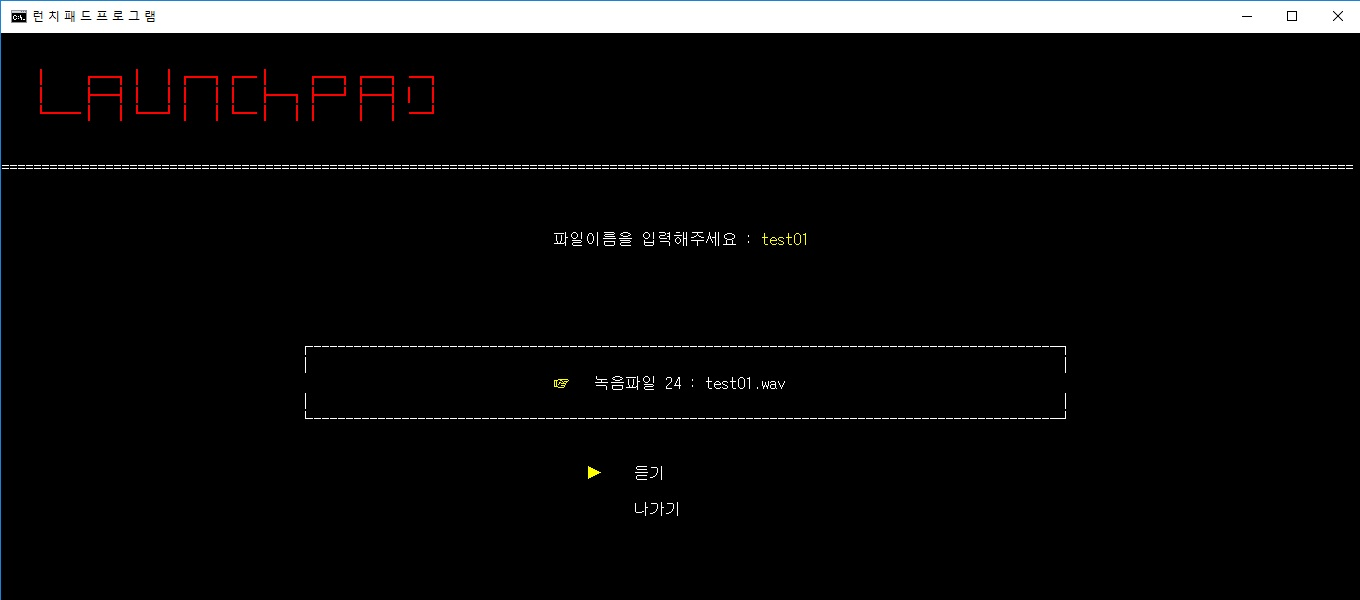 런치패드프로그램
LAUNChPAD
파일이름을 입력해주세요 : test01
☞ 녹음파일 24 : test01.wav
▶ 듣기
나가기